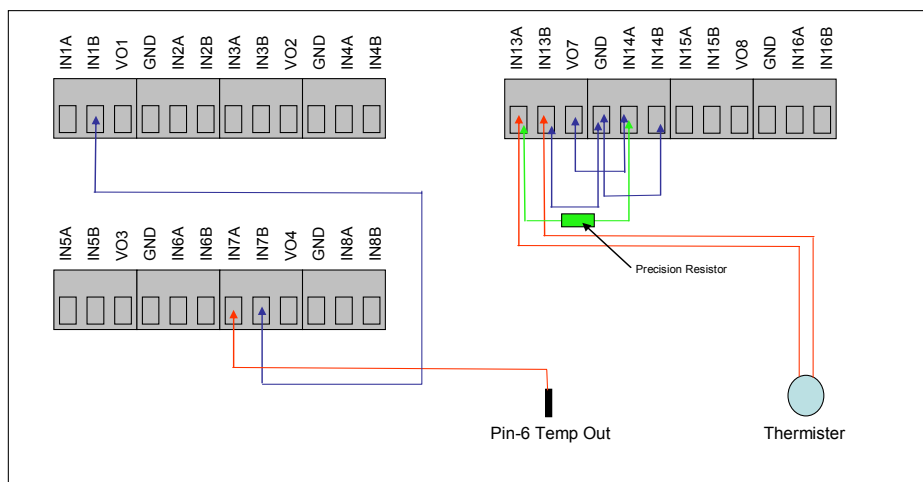 IN1A IN1B VO1 GND IN2A IN2B IN3A IN3B VO2 GND IN4A IN4B
IN13A IN13B VO7 GND IN14A IN14B IN15A IN15B VO8 GND IN16A IN16B
IN5A IN5B VO3 GND IN6A IN6B IN7A IN7B VO4 GND IN8A IN8B
Precision Resistor
Pin-6 Temp Out
Thermister